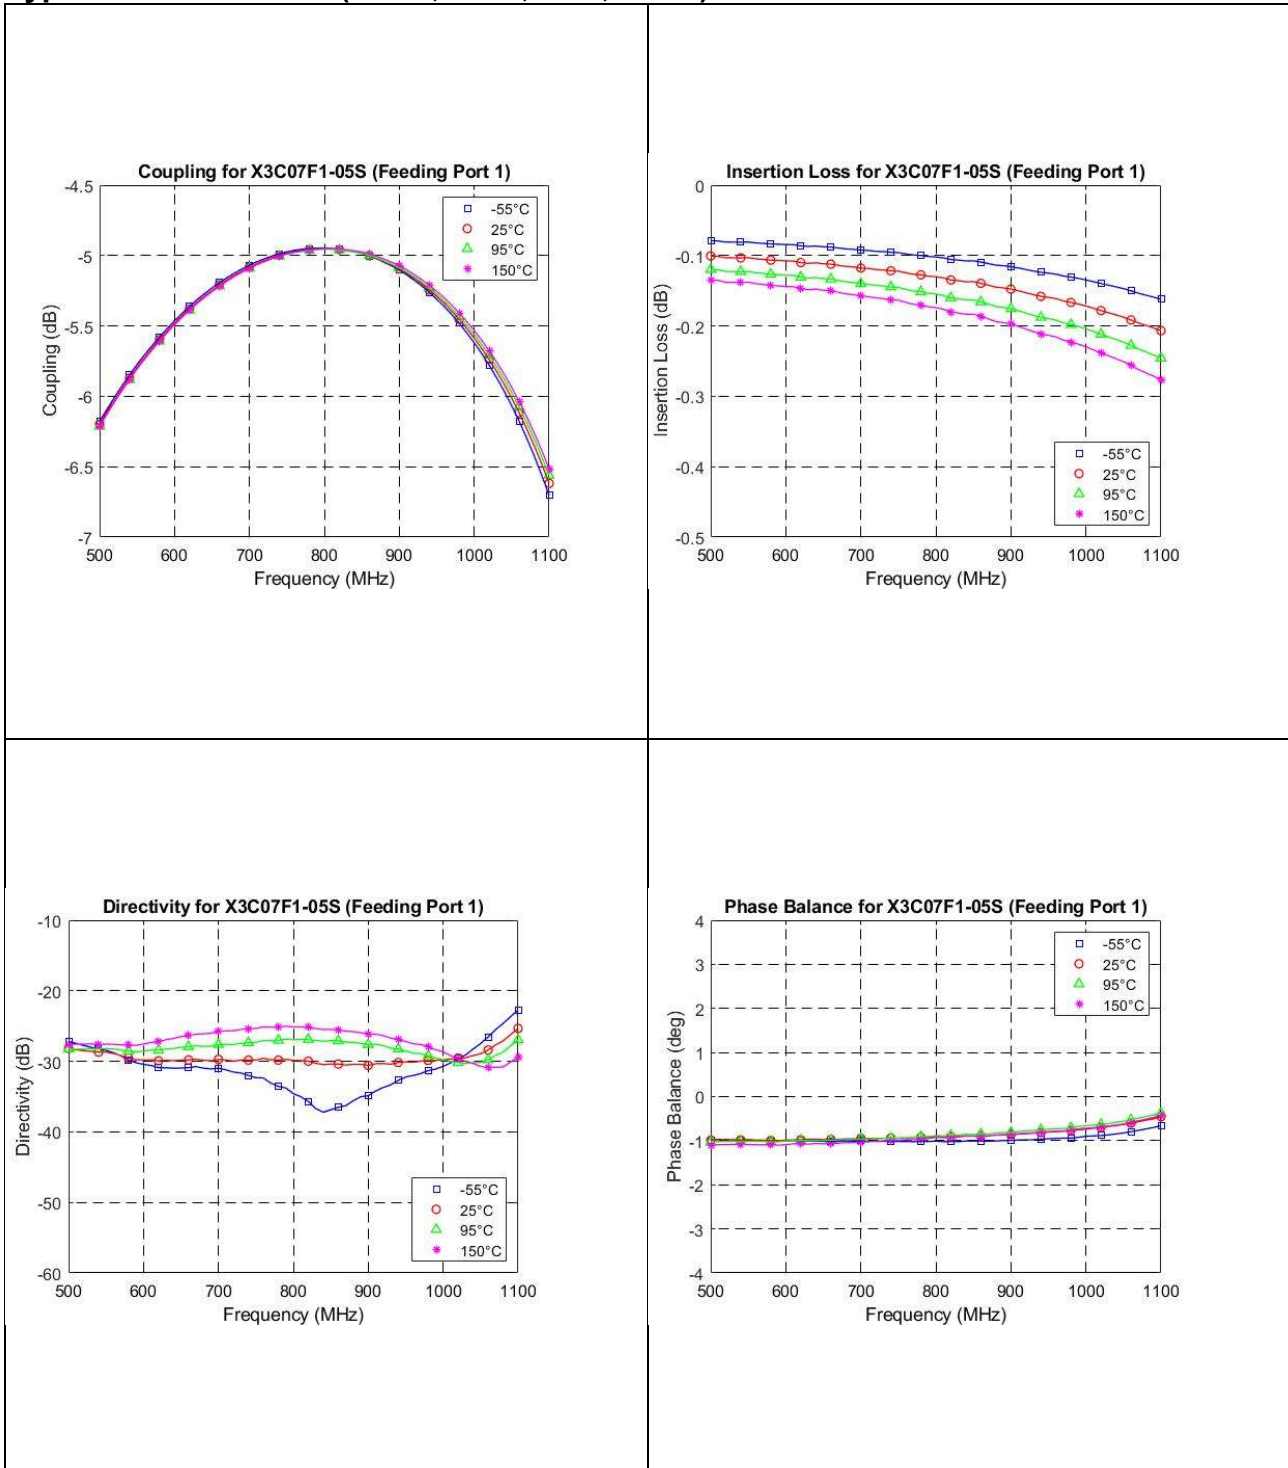 Coupling for X3C07F1-05S (Feeding Port 1)
-4.5
-5
-5.5
-6
-6.5
-7
Coupling (dB)
-55°C
25°C
95°C
150°C
500 600 700 800 900 1000 1100
Frequency (MHz)
Insertion Loss for X3C07F1-05S (Feeding Port 1)
0
-0.1
-0.2
-0.3
-0.4
-0.5
Insertion Loss (dB)
-55°C
25°C
95°C
150°C
500 600 700 800 900 1000 1100
Frequency (MHz)
Directivity for X3C07F1-05S (Feeding Port 1)
-10
-20
-30
-40
-50
-60
Directivity (dB)
-55°C
25°C
95°C
150°C
500 600 700 800 900 1000 1100
Frequency (MHz)
Phase Balance for X3C07F1-05S (Feeding Port 1)
4
3
2
1
0
-1
-2
-3
-4
Phase Balance (deg)
-55°C
25°C
95°C
150°C
500 600 700 800 900 1000 1100
Frequency (MHz)